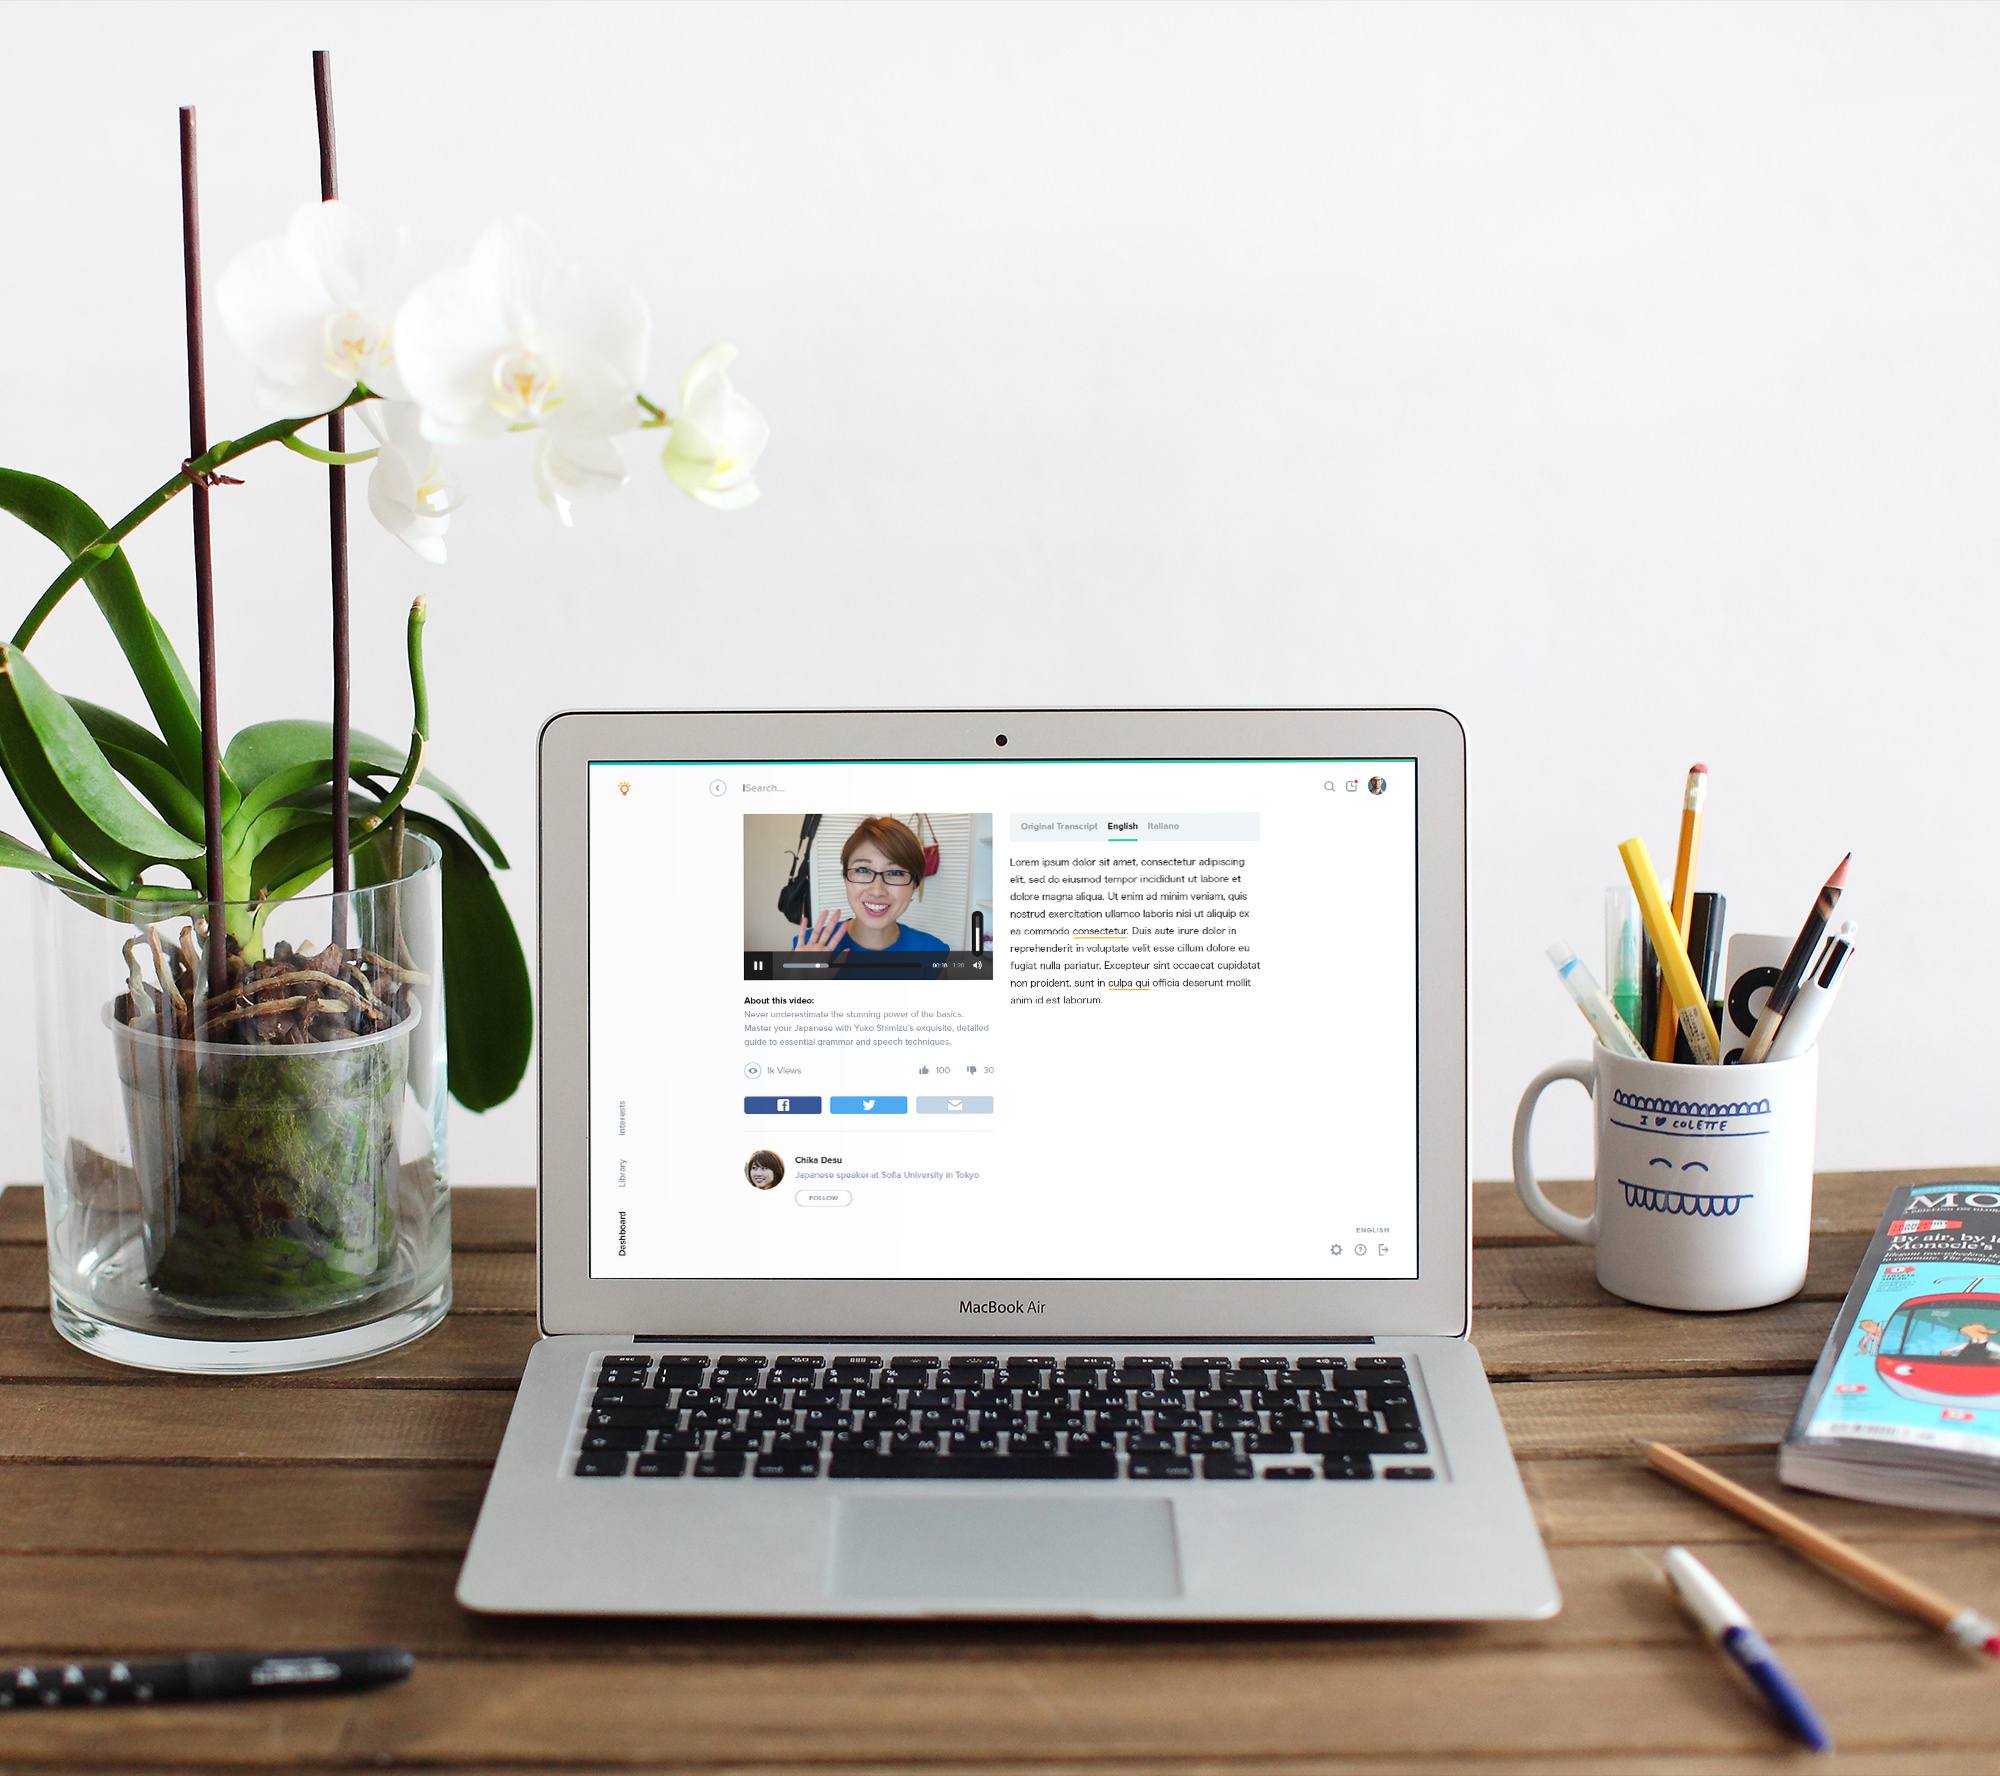 Search...
Original Transcript English Italiano
Lorem ipsum dolor sit amet, consectetur adipiscing
elit, sed do eiusmod tempor incididunt ut labore et
dolore magna aliqua. Ut enim ad minim veniam, quis
nostrud exercitation ullamco laboris nisi ut aliquip ex
ea commodo consectetur. Duis aute irure dolor in
reprehenderit in voluptate velit esse cillum dolore eu
fugiat nulla pariatur. Excepteur sint occaecat cupidatat
non proident, sunt in culpa qui officia deserunt mollit
anim id est laborum.
00:18 1:20
About this video:
Never underestimate the stunning power of the basics.
Master your Japanese with Yuko Shimizu's exquisite, detailed
guide to essential grammar and speech techniques.
1k Views 100 30
Chika Desu
Japanese speaker at Sofia University in Tokyo
FOLLOW
Interests
Library
Dashboard
ENGLISH
MacBook Air
I COLETTE
MO
By air, by
Monocle's